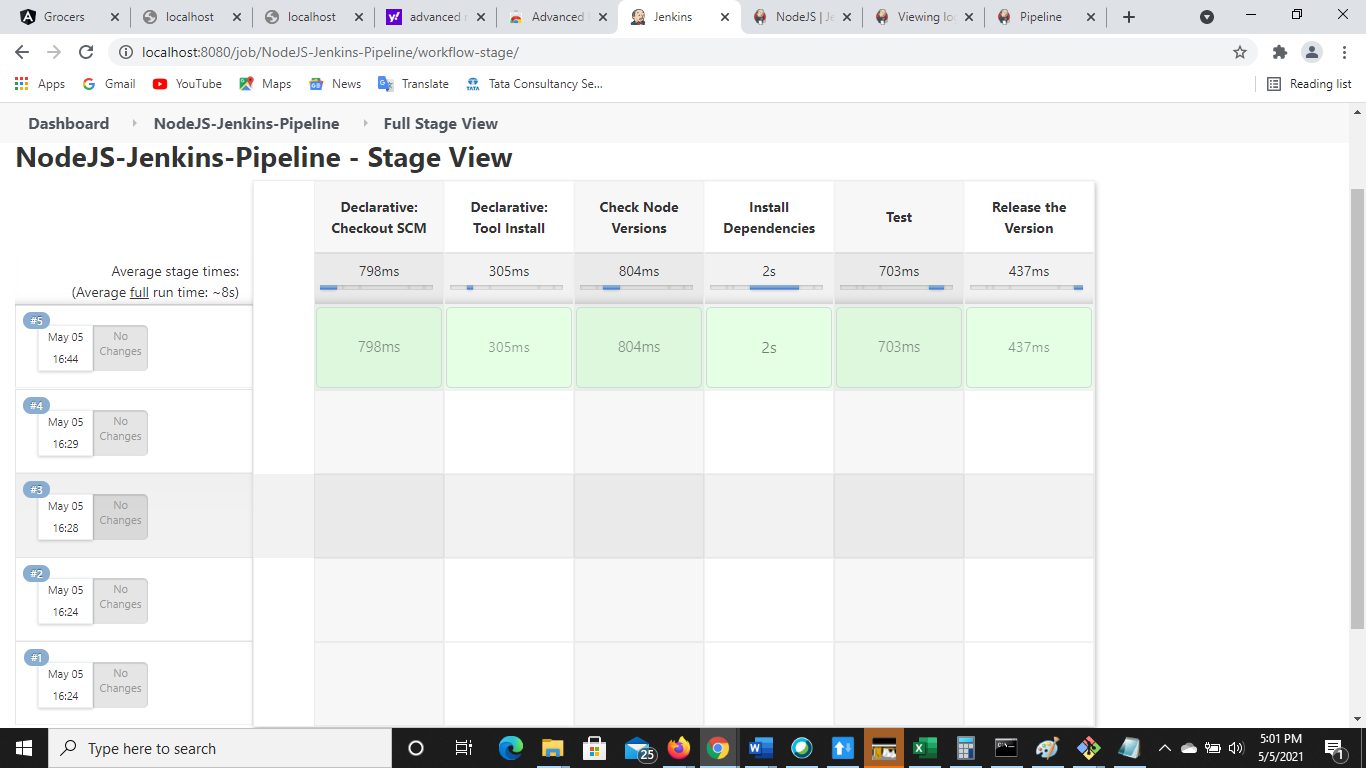 Grocers
localhost
localhost
advanced
Advanced
Jenkins
NodeJS | Je
Viewing lo
Pipeline
localhost:8080/job/NodeJS-Jenkins-Pipeline/workflow-stage/
Apps
Gmail
YouTube
Maps
News
Translate
TATA
Tata Consultancy Se...
Reading list
Dashboard
NodeJS-Jenkins-Pipeline
Full Stage View
NodeJS-Jenkins-Pipeline - Stage View
Declarative:
Checkout SCM
Declarative:
Tool Install
Check Node
Versions
Install
Dependencies
Test
Release the
Version
Average stage times:
(Average full run time: ~8s)
798ms
305ms
804ms
2s
703ms
437ms
#5
May 05
16:44
No
Changes
798ms
305ms
804ms
2s
703ms
437ms
#4
May 05
16:29
No
Changes
#3
May 05
16:28
No
Changes
#2
May 05
16:24
No
Changes
#1
May 05
16:24
No
Changes
Type here to search
25
5:01 PM
5/5/2021
1